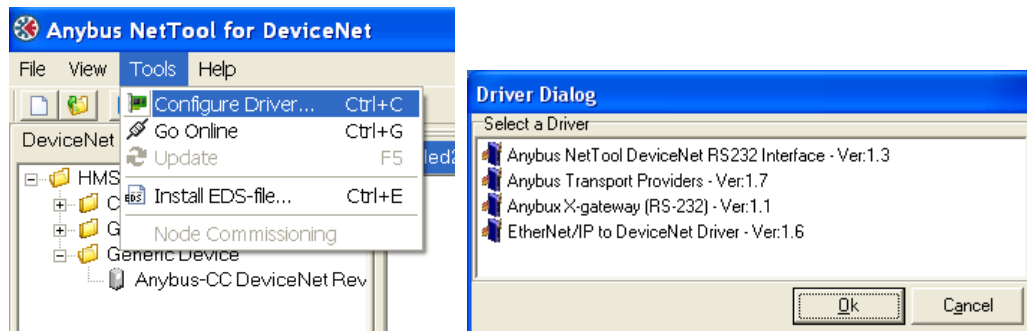 Anybus NetTool for DeviceNet
File View Tools Help
Configure Driver... Ctrl+C
Go Online Ctrl+G
Update F5
Install EDS-file... Ctrl+E
Node Commissioning
DeviceNet
HMS
C
G
Generic Device
Anybus-CC DeviceNet Rev
Driver Dialog
Select a Driver
Anybus NetTool DeviceNet RS232 Interface - Ver:1.3
Anybus Transport Providers - Ver:1.7
Anybux X-gateway (RS-232) - Ver:1.1
EtherNet/IP to DeviceNet Driver - Ver:1.6
Ok Cancel